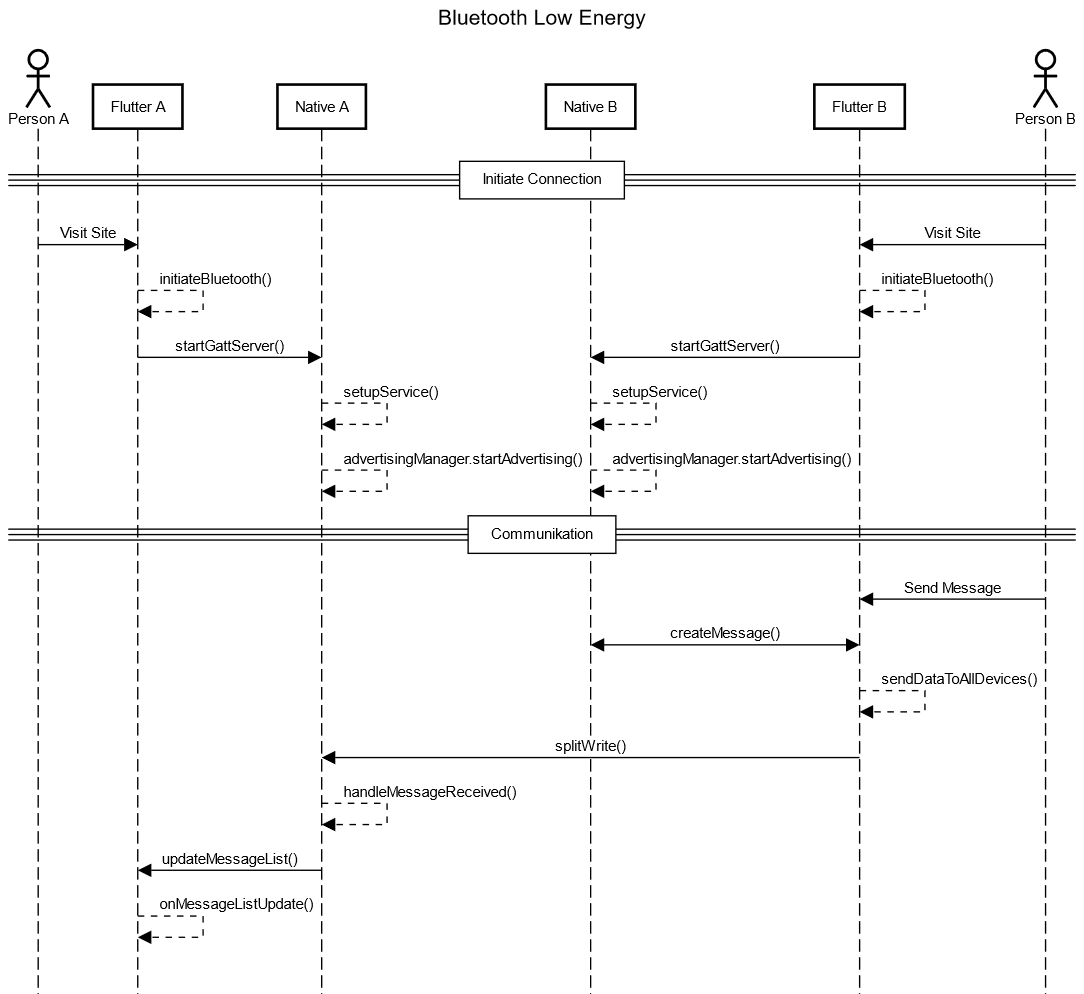 Bluetooth Low Energy
Person A
Flutter A
Native A
Native B
Flutter B
Person B
Initiate Connection
Visit Site
Visit Site
initiateBluetooth()
initiateBluetooth()
startGattServer()
startGattServer()
setupService()
setupService()
advertisingManager.startAdvertising()
advertisingManager.startAdvertising()
Communikation
Send Message
createMessage()
sendDataToAllDevices()
splitWrite()
handleMessageReceived()
updateMessageList()
onMessageListUpdate()